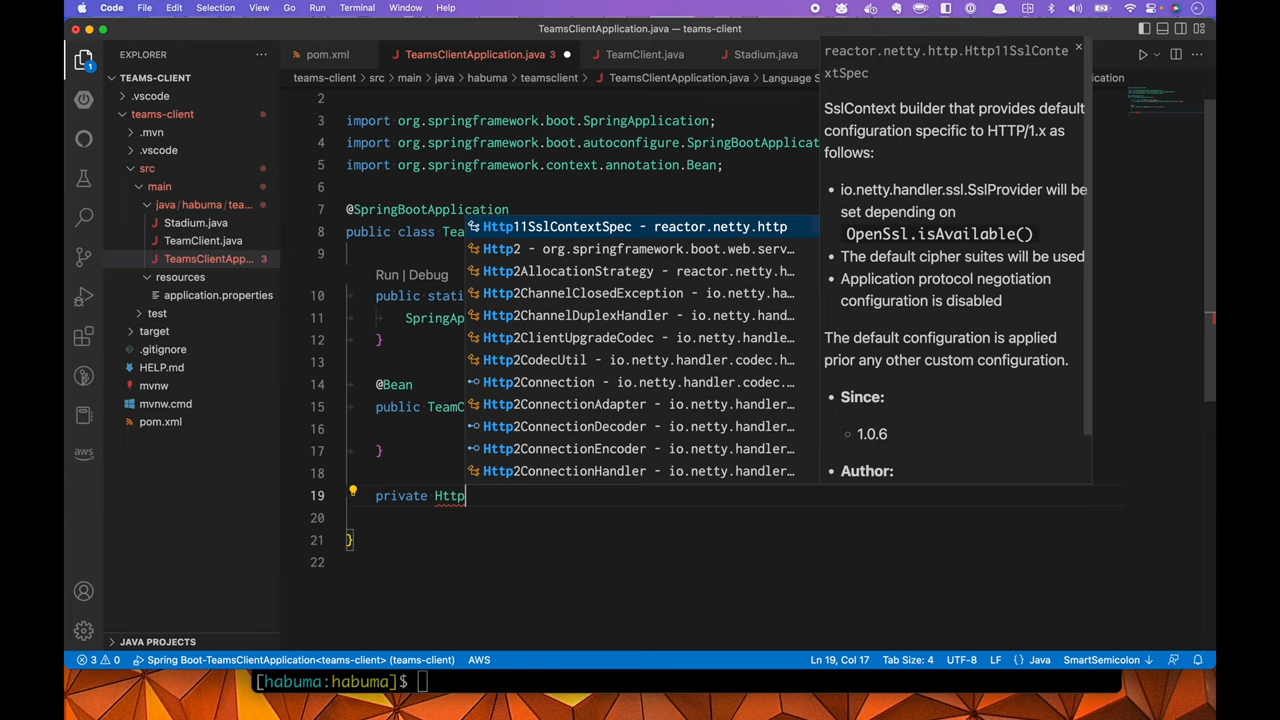 Code File Edit Selection View Go Run Terminal Window Help
TeamsClientApplication.java — teams-client
EXPLORER
TEAMS-CLIENT
.vscode
teams-client
.mvn
.vscode
src
main
java / habuma / tea...
Stadium.java
TeamClient.java
TeamsClientApp... 3
resources
application.properties
test
target
.gitignore
HELP.md
mvnw
mvnw.cmd
pom.xml
JAVA PROJECTS
aws
1
pom.xml TeamsClientApplication.java 3 TeamClient.java Stadium.java
teams-client > src > main > java > habuma > teamsclient > TeamsClientApplication.java > Language S
ication
2
3 import org.springframework.boot.SpringApplication;
4 import org.springframework.boot.autoconfigure.SpringBootApplicat
5 import org.springframework.context.annotation.Bean;
6
7 @SpringBootApplication
8 public class Tea
9
Run | Debug
10 public stati
11 SpringAp
12 }
13
14 @Bean
15 public TeamC
16
17 }
18
19 private Http
20
21 }
22
Http11SslContextSpec - reactor.netty.http
Http2 - org.springframework.boot.web.serv...
Http2AllocationStrategy - reactor.netty.h...
Http2ChannelClosedException - io.netty.ha...
Http2ChannelDuplexHandler - io.netty.hand...
Http2ClientUpgradeCodec - io.netty.handle...
Http2CodecUtil - io.netty.handler.codec.h...
Http2Connection - io.netty.handler.codec....
Http2ConnectionAdapter - io.netty.handler...
Http2ConnectionDecoder - io.netty.handler...
Http2ConnectionEncoder - io.netty.handler...
Http2ConnectionHandler - io.netty.handler...
reactor.netty.http.Http11SslConte
xtSpec
SslContext builder that provides default
configuration specific to HTTP/1.x as
follows:
io.netty.handler.ssl.SslProvider will be
set depending on
OpenSsl.isAvailable()
The default cipher suites will be used
Application protocol negotiation
configuration is disabled
The default configuration is applied
prior any other custom configuration.
Since:
1.0.6
Author:
3 0 Spring Boot-TeamsClientApplication<teams-client> (teams-client) AWS Ln 19, Col 17 Tab Size: 4 UTF-8 LF {} Java SmartSemicolon
[habuma:habuma]$